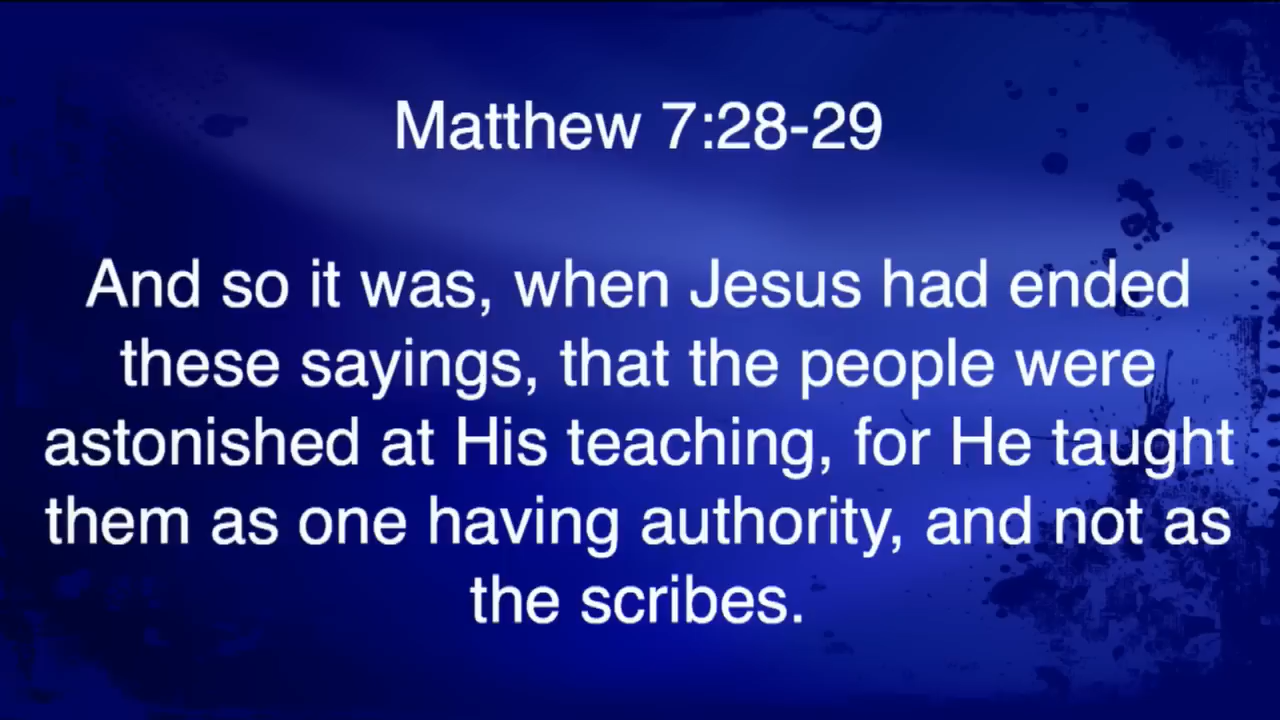 Matthew 7:28-29
And so it was, when Jesus had ended
these sayings, that the people were
astonished at His teaching, for He taught
them as one having authority, and not as
the scribes.